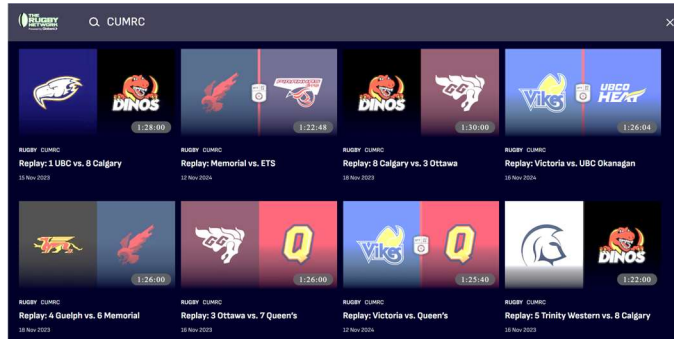 THE
RUGBY
NETWORK
CUMRC
DINOS
1:28:00
1:22:48
DINOS
GG
1:30:00
Vikes
UBCO
HEAT
1:26:04
RUGBY CUMRC
Replay: 1 UBC vs. 8 Calgary
15 Nov 2023
RUGBY CUMRC
Replay: Memorial vs. ETS
12 Nov 2024
RUGBY CUMRC
Replay: 8 Calgary vs. 3 Ottawa
18 Nov 2023
RUGBY CUMRC
Replay: Victoria vs. UBC Okanagan
16 Nov 2024
1:26:00
GG
Q
1:26:00
Vikes
Q
1:25:40
DINOS
1:22:00
RUGBY CUMRC
Replay: 4 Guelph vs. 6 Memorial
18 Nov 2023
RUGBY CUMRC
Replay: 3 Ottawa vs. 7 Queen's
16 Nov 2023
RUGBY CUMRC
Replay: Victoria vs. Queen's
12 Nov 2024
RUGBY CUMRC
Replay: 5 Trinity Western vs. 8 Calgary
16 Nov 2023